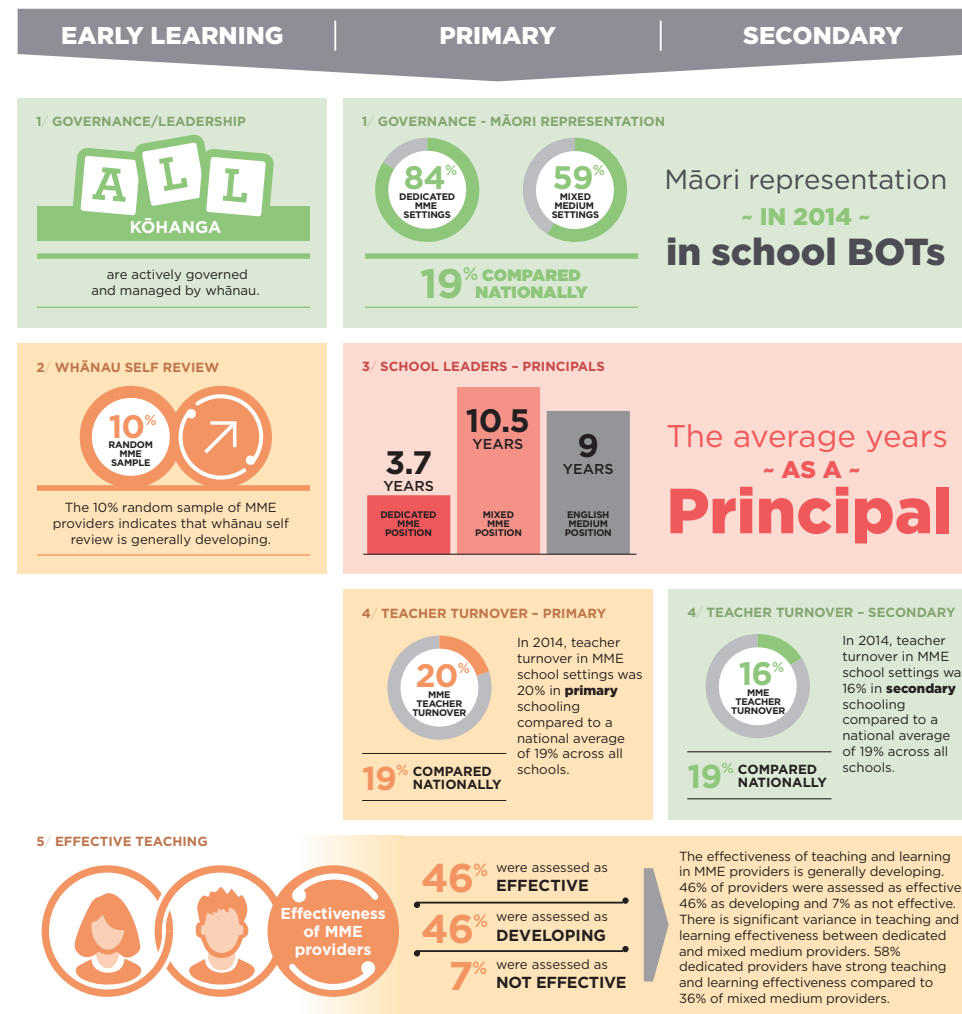 EARLY LEARNING
PRIMARY
SECONDARY
1/ GOVERNANCE/LEADERSHIP
A L L
KŌHANGA
are actively governed
and managed by whānau.
1/ GOVERNANCE - MĀORI REPRESENTATION
84%
DEDICATED
MME
SETTINGS
59%
MIXED
MEDIUM
SETTINGS
19% COMPARED
NATIONALLY
Māori representation
~ IN 2014 ~
in school BOTs
2/ WHĀNAU SELF REVIEW
10%
RANDOM
MME
SAMPLE
The 10% random sample of MME
providers indicates that whānau self
review is generally developing.
3/ SCHOOL LEADERS – PRINCIPALS
3.7
YEARS
DEDICATED
MME
POSITION
10.5
YEARS
MIXED
MME
POSITION
9
YEARS
ENGLISH
MEDIUM
POSITION
The average years
~ AS A ~
Principal
4/ TEACHER TURNOVER – PRIMARY
20%
MME
TEACHER
TURNOVER
19% COMPARED
NATIONALLY
In 2014, teacher
turnover in MME
school settings was
20% in primary
schooling
compared to a
national average
of 19% across all
schools.
4/ TEACHER TURNOVER – SECONDARY
16%
MME
TEACHER
TURNOVER
19% COMPARED
NATIONALLY
In 2014, teacher
turnover in MME
school settings wa
16% in secondary
schooling
compared to a
national average
of 19% across all
schools.
5/ EFFECTIVE TEACHING
Effectiveness
of MME
providers
46% were assessed as
EFFECTIVE
46% were assessed as
DEVELOPING
7% were assessed as
NOT EFFECTIVE
The effectiveness of teaching and learning
in MME providers is generally developing.
46% of providers were assessed as effective
46% as developing and 7% as not effective.
There is significant variance in teaching and
learning effectiveness between dedicated
and mixed medium providers. 58%
dedicated providers have strong teaching
and learning effectiveness compared to
36% of mixed medium providers.